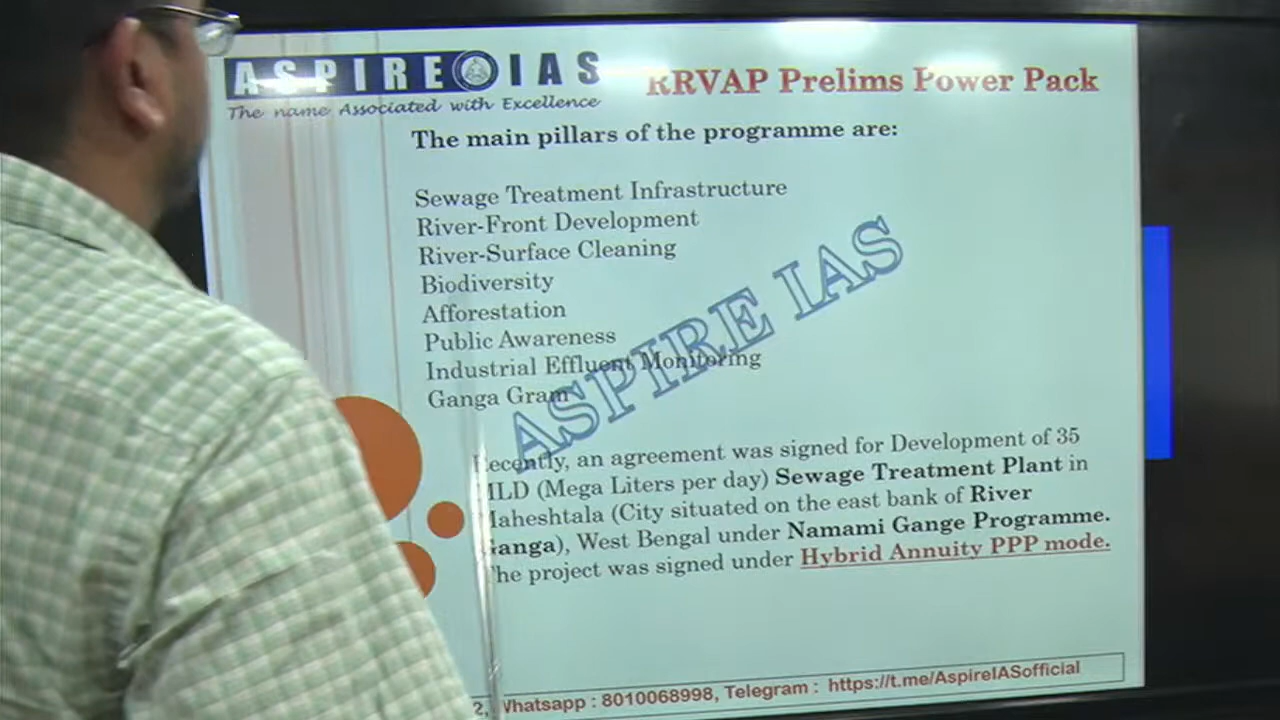 ASPIRE IAS
The name Associated with Excellence
RRVAP Prelims Power Pack
The main pillars of the programme are:
Sewage Treatment Infrastructure
River-Front Development
River-Surface Cleaning
Biodiversity
Afforestation
Public Awareness
Industrial Effluent Monitoring
Ganga Gram
ASPIRE IAS
Recently, an agreement was signed for Development of 35
MLD (Mega Liters per day) Sewage Treatment Plant in
Maheshtala (City situated on the east bank of River
Ganga), West Bengal under Namami Gange Programme.
The project was signed under Hybrid Annuity PPP mode.
2, Whatsapp : 8010068998, Telegram : https://t.me/AspireIASofficial